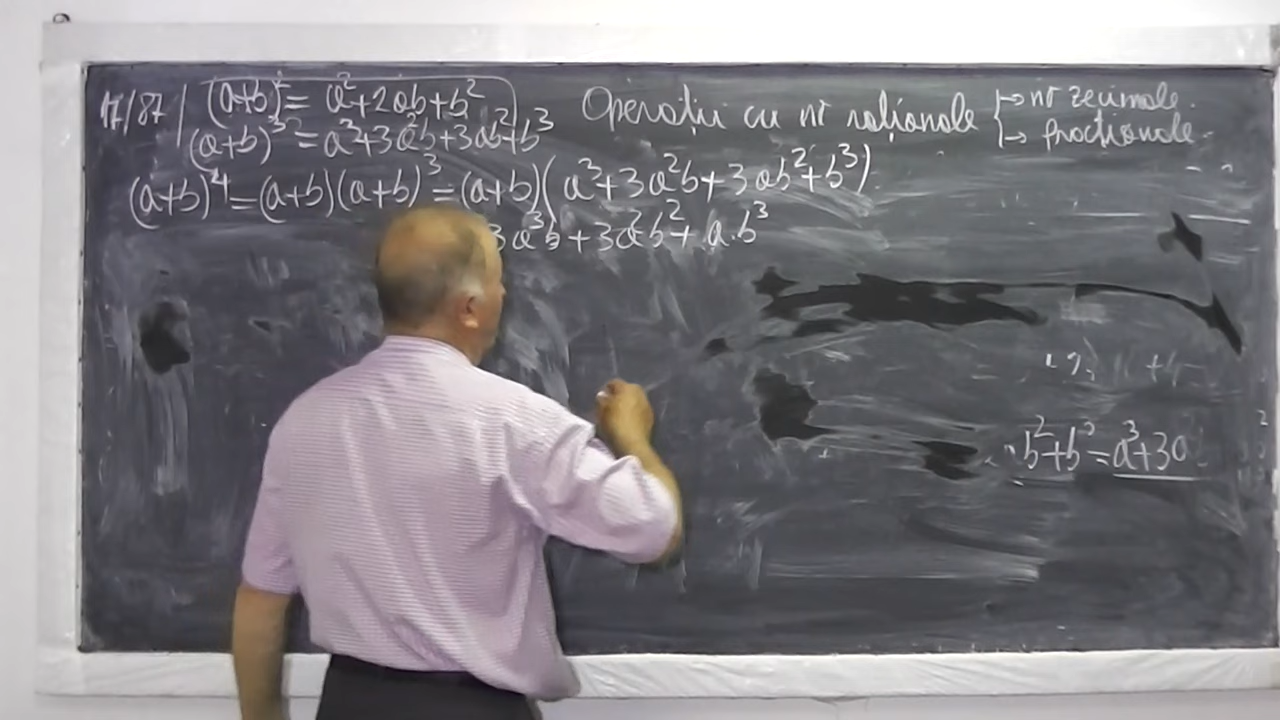 17/87 | (a+b)² = a²+2ab+b²
Operații cu nr raționale → nr zecimale.
→ fracționale.
(a+b)³ = a³+3a²b+3ab²+b³
(a+b)⁴=(a+b)(a+b)³=(a+b)(a³+3a²b+3ab²+b³)
3a³b+3a²b²+a·b³
b²+b³=a³+3a